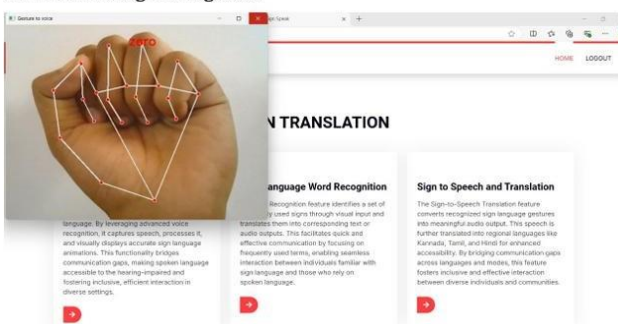 Gesture to voice
zero
HOME LOGOUT
N TRANSLATION
anguage Word Recognition
Recognition feature identifies a set of
y used signs through visual input and
translates them into corresponding text or
audio outputs. This facilitates quick and
effective communication by focusing on
frequently used terms, enabling seamless
interaction between individuals familiar with
sign language and those who rely on
spoken language.
Sign to Speech and Translation
The Sign-to-Speech Translation feature
converts recognized sign language gestures
into meaningful audio output. This speech is
further translated into regional languages like
Kannada, Tamil, and Hindi for enhanced
accessibility. By bridging communication gaps
across languages and modes, this feature
fosters inclusive and effective interaction
between diverse individuals and communities.
language. By leveraging advanced voice
recognition, it captures speech, processes it,
and visually displays accurate sign language
animations. This functionality bridges
communication gaps, making spoken language
accessible to the hearing-impaired and
fostering inclusive, efficient interaction in
diverse settings.